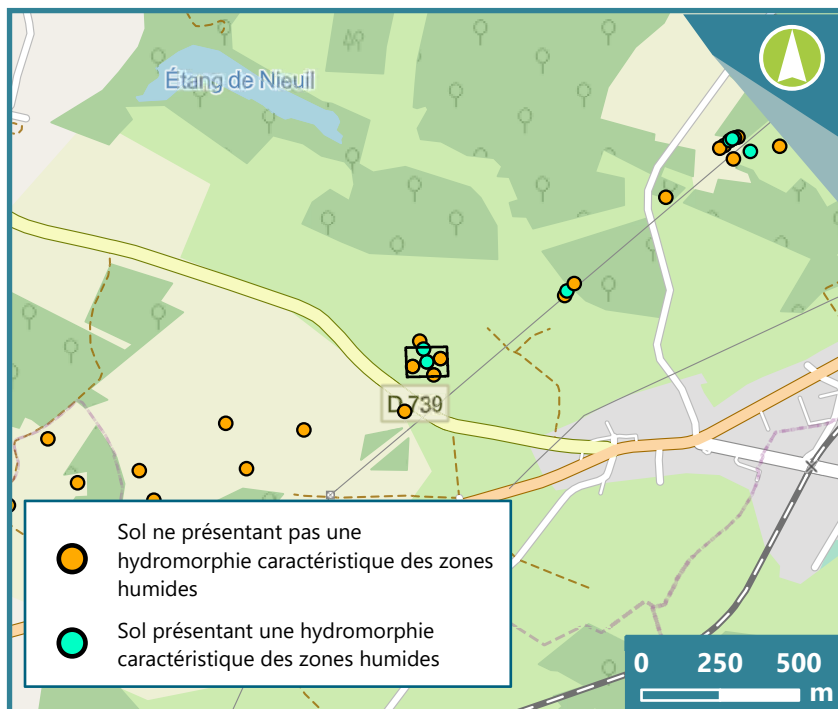 Étang de Nieuil
D 739
Sol ne présentant pas une
hydromorphie caractéristique des zones
humides
Sol présentant une hydromorphie
caractéristique des zones humides
0 250 500
m